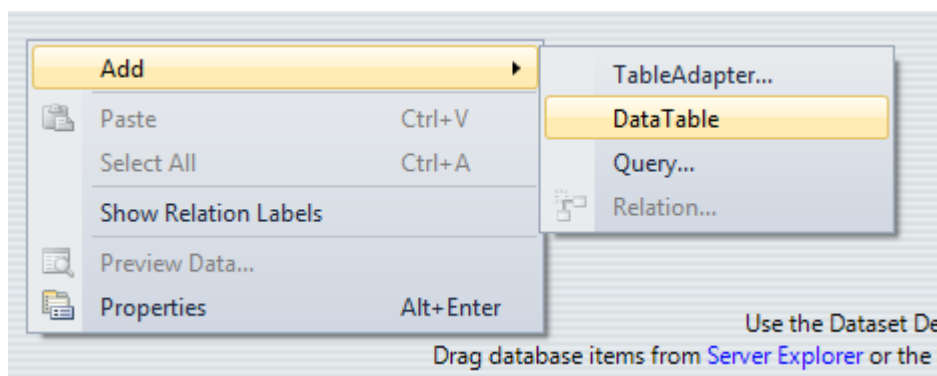 Add
Paste Ctrl+V
Select All Ctrl+A
Show Relation Labels
Preview Data...
Properties Alt+Enter
TableAdapter...
DataTable
Query...
Relation...
Use the Dataset De
Drag database items from Server Explorer or the